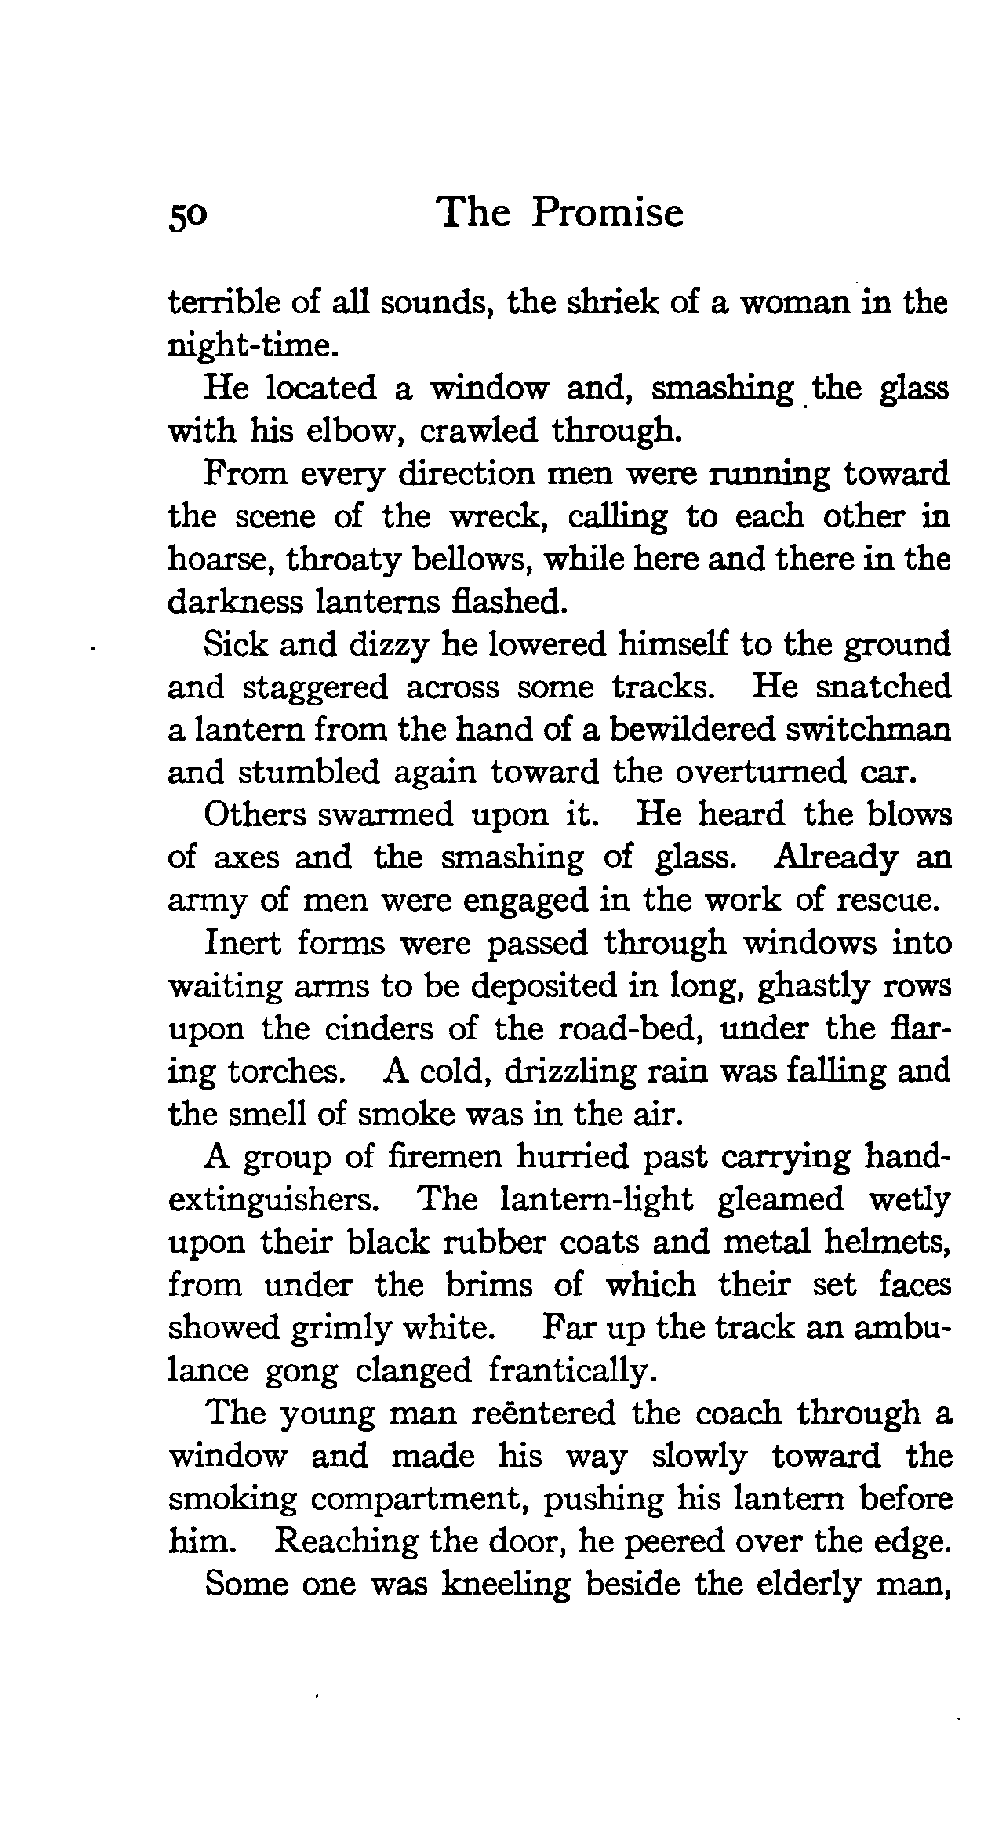 50 The Promise
terrible of all sounds, the shriek of a woman in the
night-time.
He located a window and, smashing the glass
with his elbow, crawled through.
From every direction men were running toward
the scene of the wreck, calling to each other in
hoarse, throaty bellows, while here and there in the
darkness lanterns flashed.
Sick and dizzy he lowered himself to the ground
and staggered across some tracks. He snatched
a lantern from the hand of a bewildered switchman
and stumbled again toward the overturned car.
Others swarmed upon it. He heard the blows
of axes and the smashing of glass. Already an
army of men were engaged in the work of rescue.
Inert forms were passed through windows into
waiting arms to be deposited in long, ghastly rows
upon the cinders of the road-bed, under the flar-
ing torches. A cold, drizzling rain was falling and
the smell of smoke was in the air.
A group of firemen hurried past carrying hand-
extinguishers. The lantern-light gleamed wetly
upon their black rubber coats and metal helmets,
from under the brims of which their set faces
showed grimly white. Far up the track an ambu-
lance gong clanged frantically.
The young man reëntered the coach through a
window and made his way slowly toward the
smoking compartment, pushing his lantern before
him. Reaching the door, he peered over the edge.
Some one was kneeling beside the elderly man,